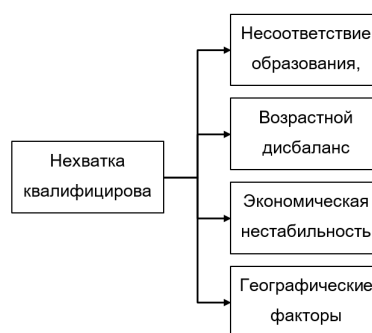 Несоответствие
образования,
Возрастной
дисбаланс
Нехватка
квалифицирова
Экономическая
нестабильность
Географические
факторы